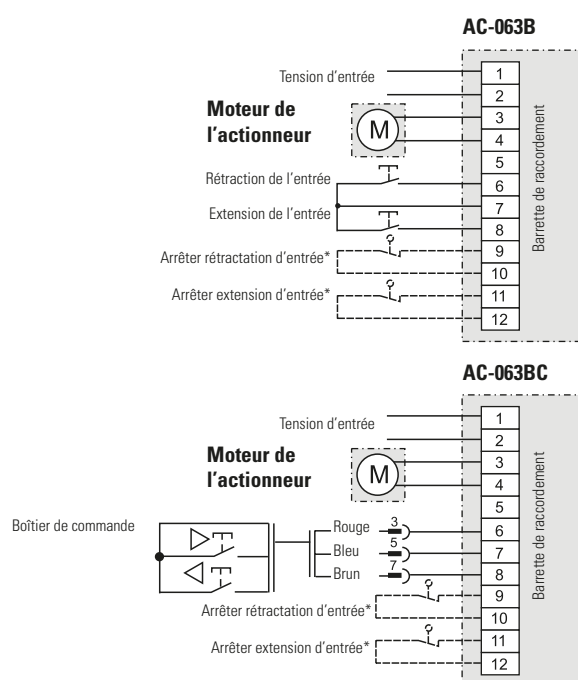 AC-063B
Tension d'entrée
1
2
Moteur de
l'actionneur
M
3
4
5
Rétraction de l'entrée
6
7
Extension de l'entrée
8
Arrêter rétractation d'entrée*
9
10
Arrêter extension d'entrée*
11
12
Barrette de raccordement
AC-063BC
Tension d'entrée
1
2
Moteur de
l'actionneur
M
3
4
5
Boîtier de commande
Rouge 3
6
Bleu 5
7
Brun 7
8
Arrêter rétractation d'entrée*
9
10
Arrêter extension d'entrée*
11
12
Barrette de raccordement